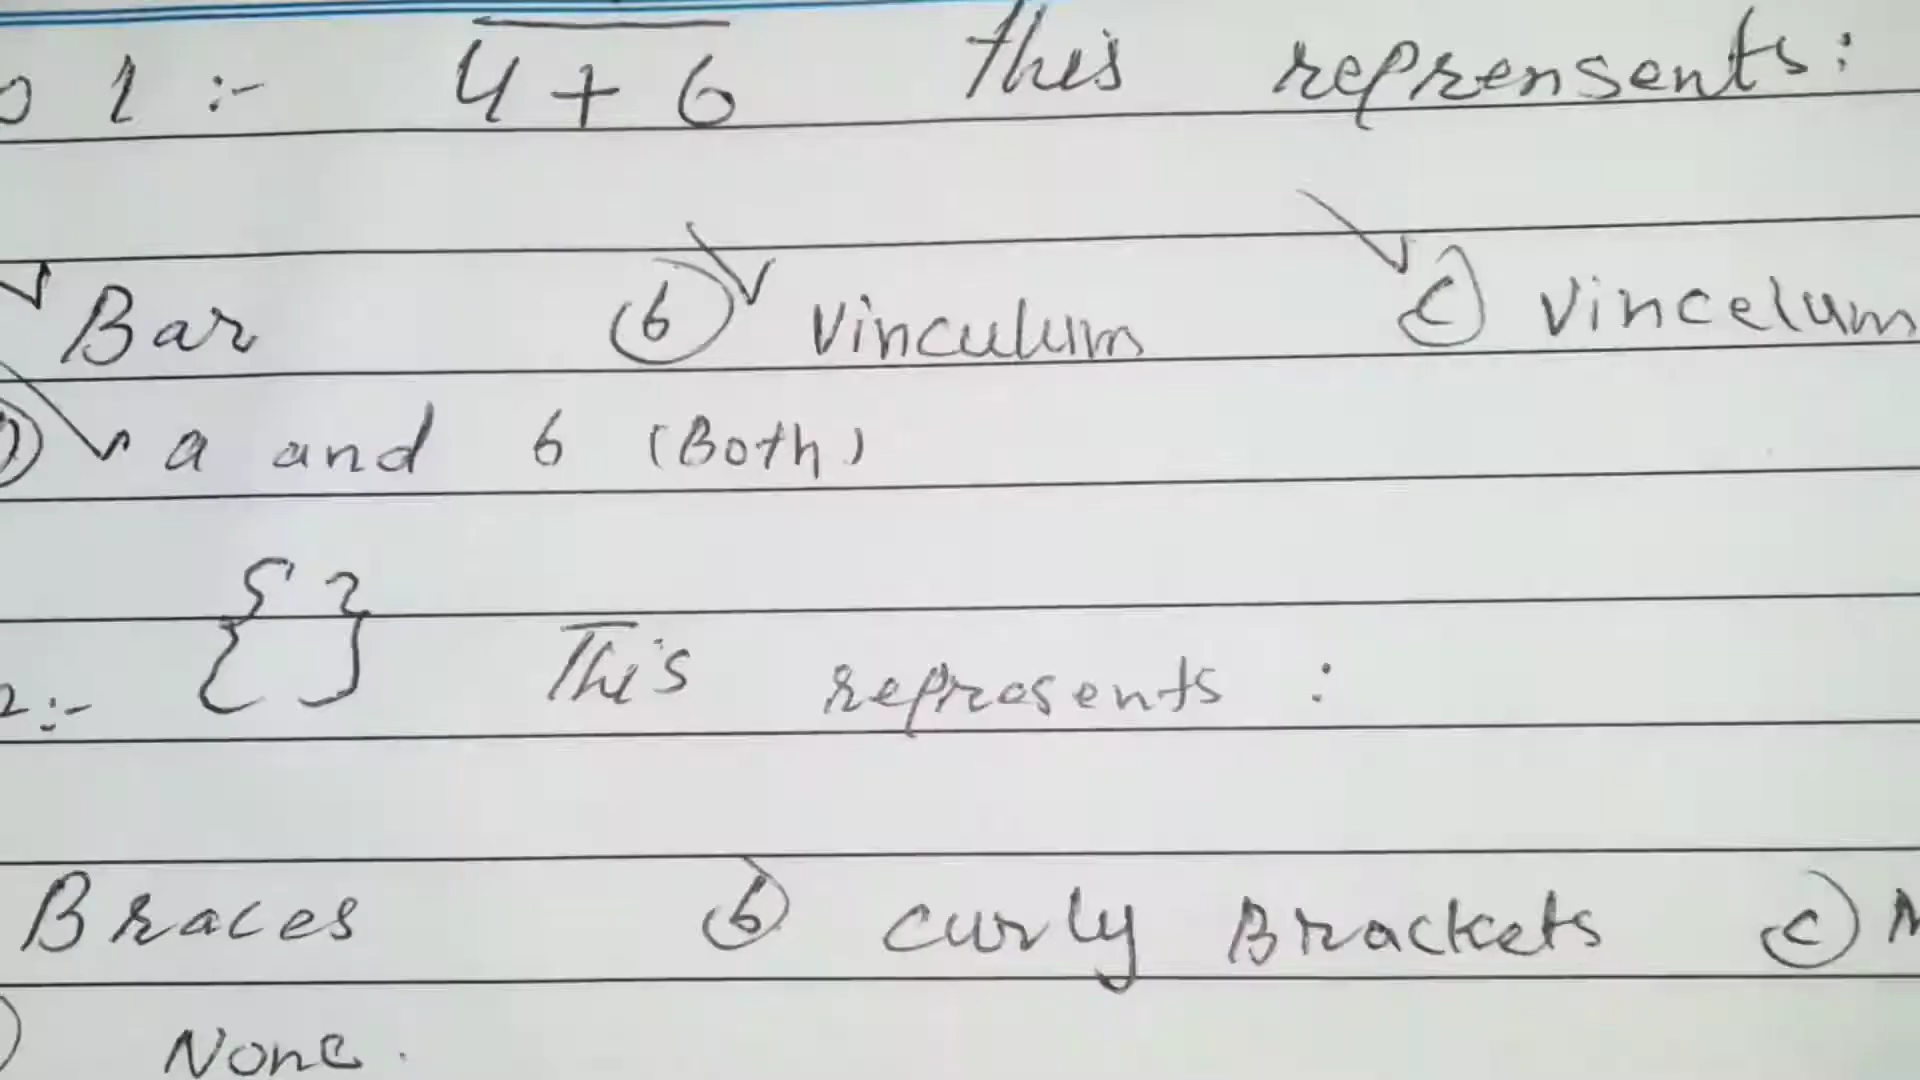 1 :- 4 + 6 this reprensents :
Bar (b) vinculum (c) vincelum
a and b (Both)
2 :- { } This represents :
Braces (b) curly Brackets (c)
None .